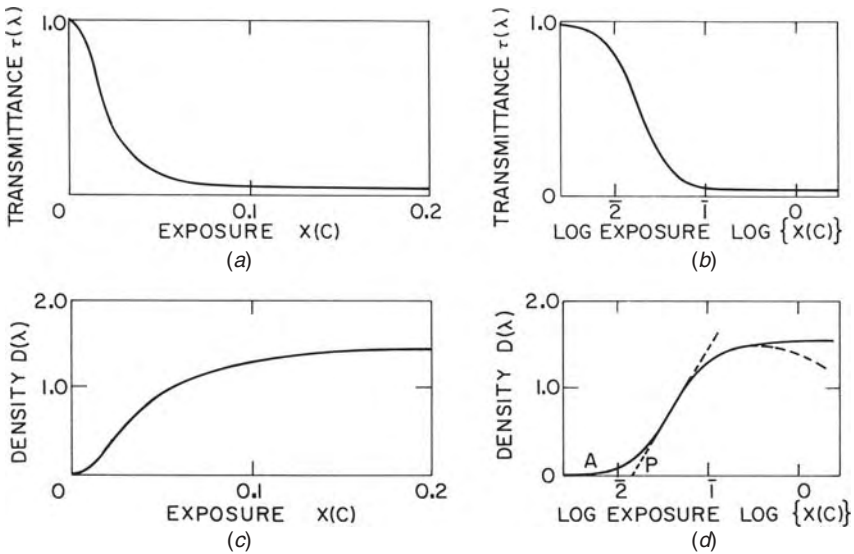 1.0
TRANSMITTANCE τ(λ)
0
0.1
0.2
EXPOSURE X(C)
(a)
1.0
TRANSMITTANCE τ(λ)
0
2̅
1̅
0
LOG EXPOSURE LOG {X(C)}
(b)
2.0
1.0
DENSITY D(λ)
0
0.1
0.2
EXPOSURE X(C)
(c)
2.0
1.0
DENSITY D(λ)
A
P
0
2̅
1̅
0
LOG EXPOSURE LOG {X(C)}
(d)